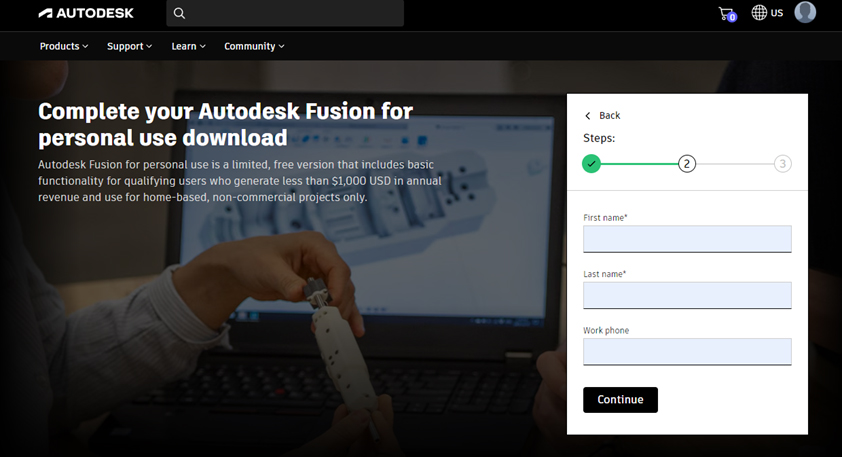 AUTODESK
0
US
Products
Support
Learn
Community
Complete your Autodesk Fusion for
personal use download
Autodesk Fusion for personal use is a limited, free version that includes basic
functionality for qualifying users who generate less than $1,000 USD in annual
revenue and use for home-based, non-commercial projects only.
Back
Steps:
2
3
First name*
Last name*
Work phone
Continue